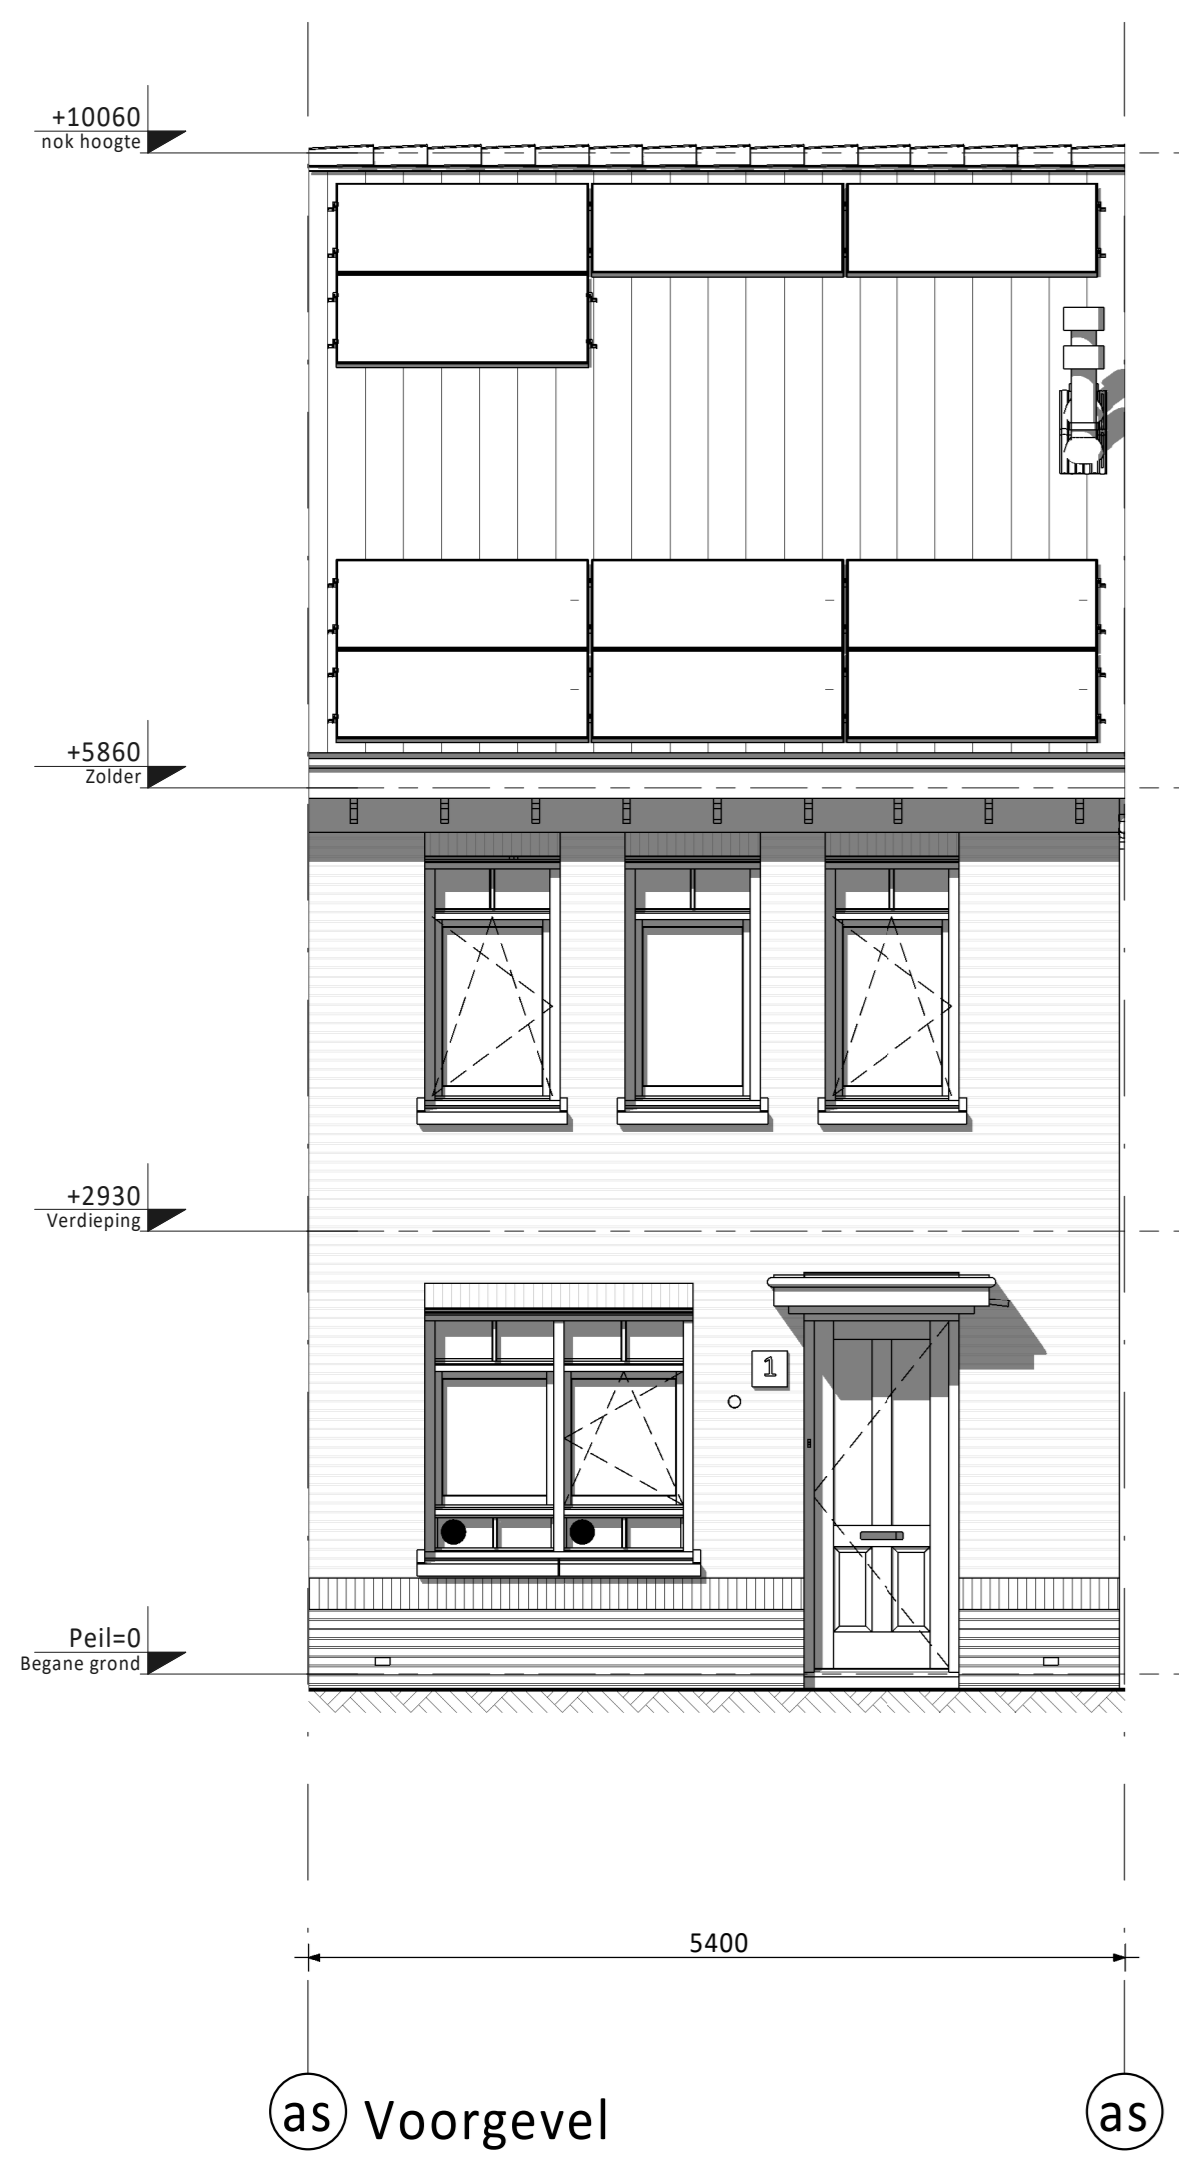 +10060
nok hoogte
+5860
Zolder
+2930
Verdieping
1
Peil=0
Begane grond
5400
as Voorgevel as